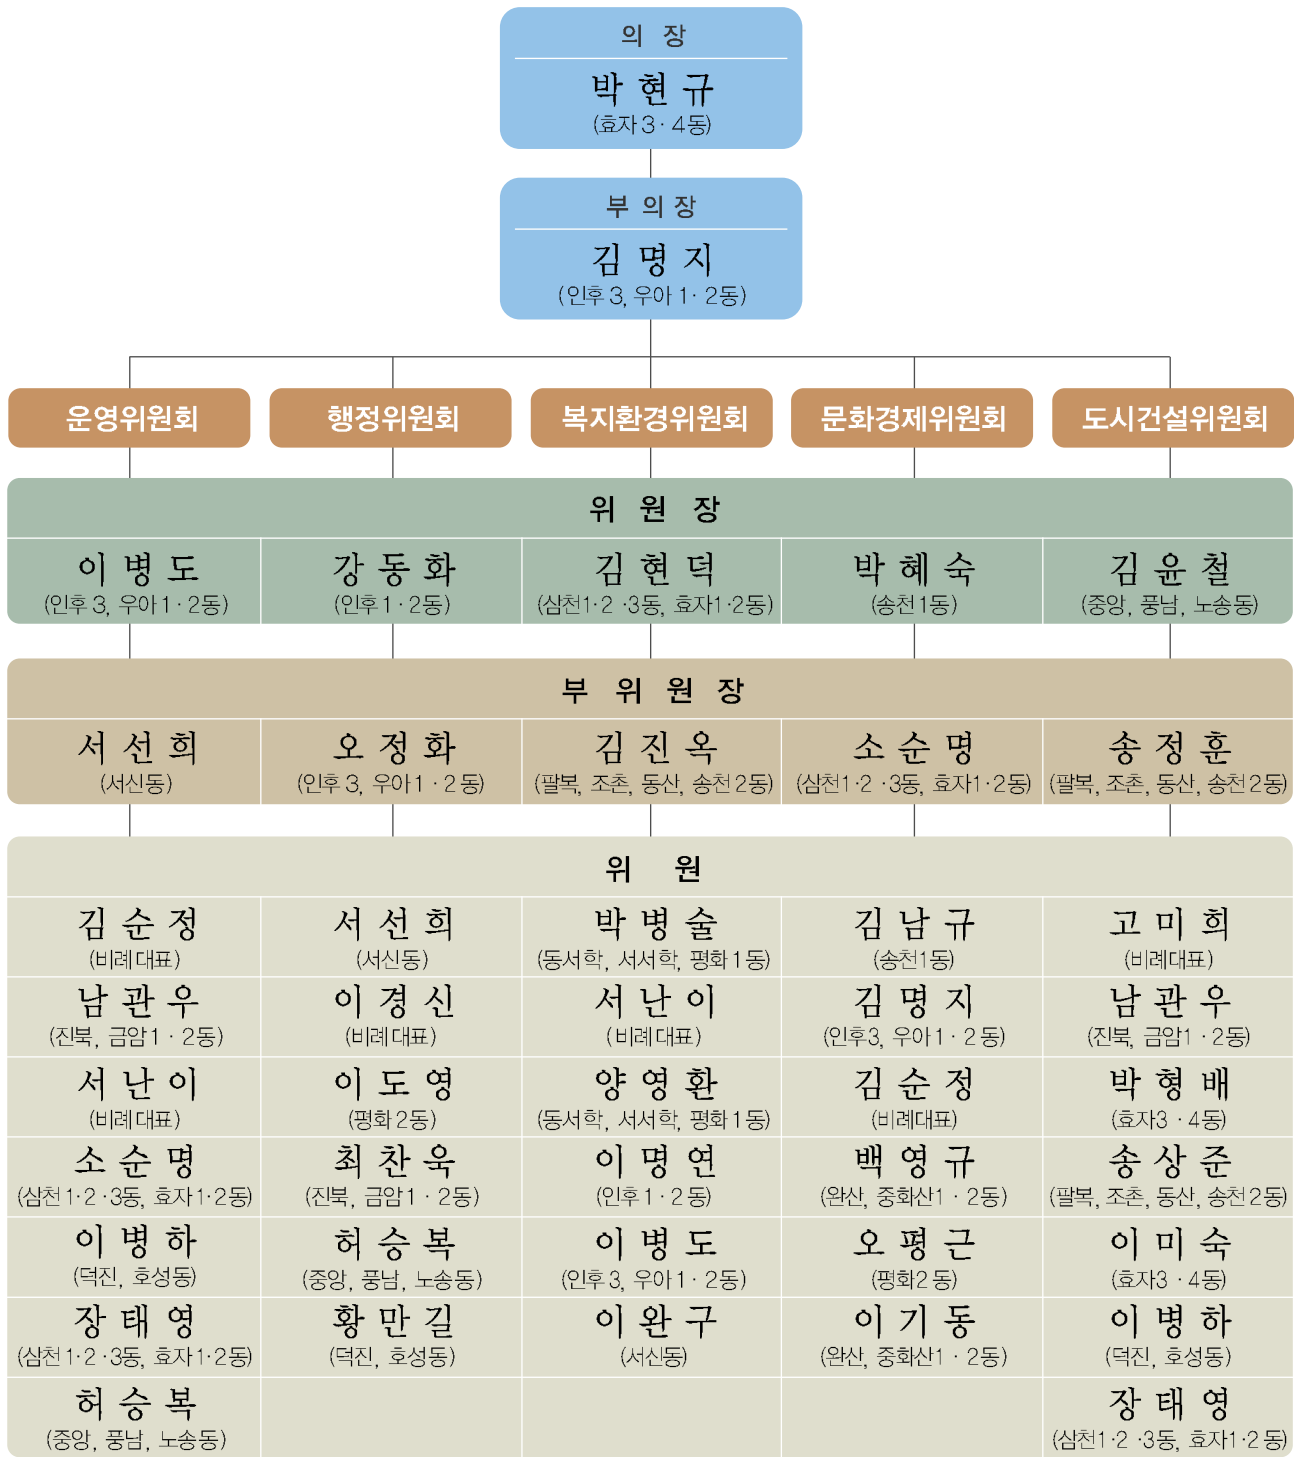 의 장
박 현 규
(효자 3 · 4동)
부 의 장
김 명 지
(인후 3, 우아 1 · 2동)
운영위원회 행정위원회 복지환경위원회 문화경제위원회 도시건설위원회
위 원 장
이 병 도 강 동 화 김 현 덕 박 혜 숙 김 윤 철
(인후 3, 우아 1 · 2동) (인후 1 · 2동) (삼천1·2 ·3동, 효자1·2동) (송천 1동) (중앙, 풍남, 노송동)
부 위 원 장
서 선 희 오 정 화 김 진 옥 소 순 명 송 정 훈
(서신동) (인후 3, 우아 1 · 2 동) (팔복, 조촌, 동산, 송천 2동) (삼천1·2 ·3동, 효자1·2동) (팔복, 조촌, 동산, 송천 2동)
위 원
김 순 정 서 선 희 박 병 술 김 남 규 고 미 희
(비례대표) (서신동) (동서학, 서서학, 평화 1동) (송천 1동) (비례대표)
남 관 우 이 경 신 서 난 이 김 명 지 남 관 우
(진북, 금암 1 · 2동) (비례대표) (비례대표) (인후3, 우아 1 · 2 동) (진북, 금암1 · 2동)
서 난 이 이 도 영 양 영 환 김 순 정 박 형 배
(비례대표) (평화 2동) (동서학, 서서학, 평화 1동) (비례대표) (효자3 · 4동)
소 순 명 최 찬 욱 이 명 연 백 영 규 송 상 준
(삼천 1·2 ·3동, 효자 1·2동) (진북, 금암 1 · 2동) (인후 1 · 2 동) (완산, 중화산 1 · 2동) (팔복, 조촌, 동산, 송천 2동)
이 병 하 허 승 복 이 병 도 오 평 근 이 미 숙
(덕진, 호성동) (중앙, 풍남, 노송동) (인후 3, 우아 1 · 2동) (평화2 동) (효자3 · 4동)
장 태 영 황 만 길 이 완 구 이 기 동 이 병 하
(삼천 1·2 ·3동, 효자 1·2동) (덕진, 호성동) (서신동) (완산, 중화산 1 · 2동) (덕진, 호성동)
허 승 복 장 태 영
(중앙, 풍남, 노송동) (삼천1·2 ·3동, 효자1·2 동)